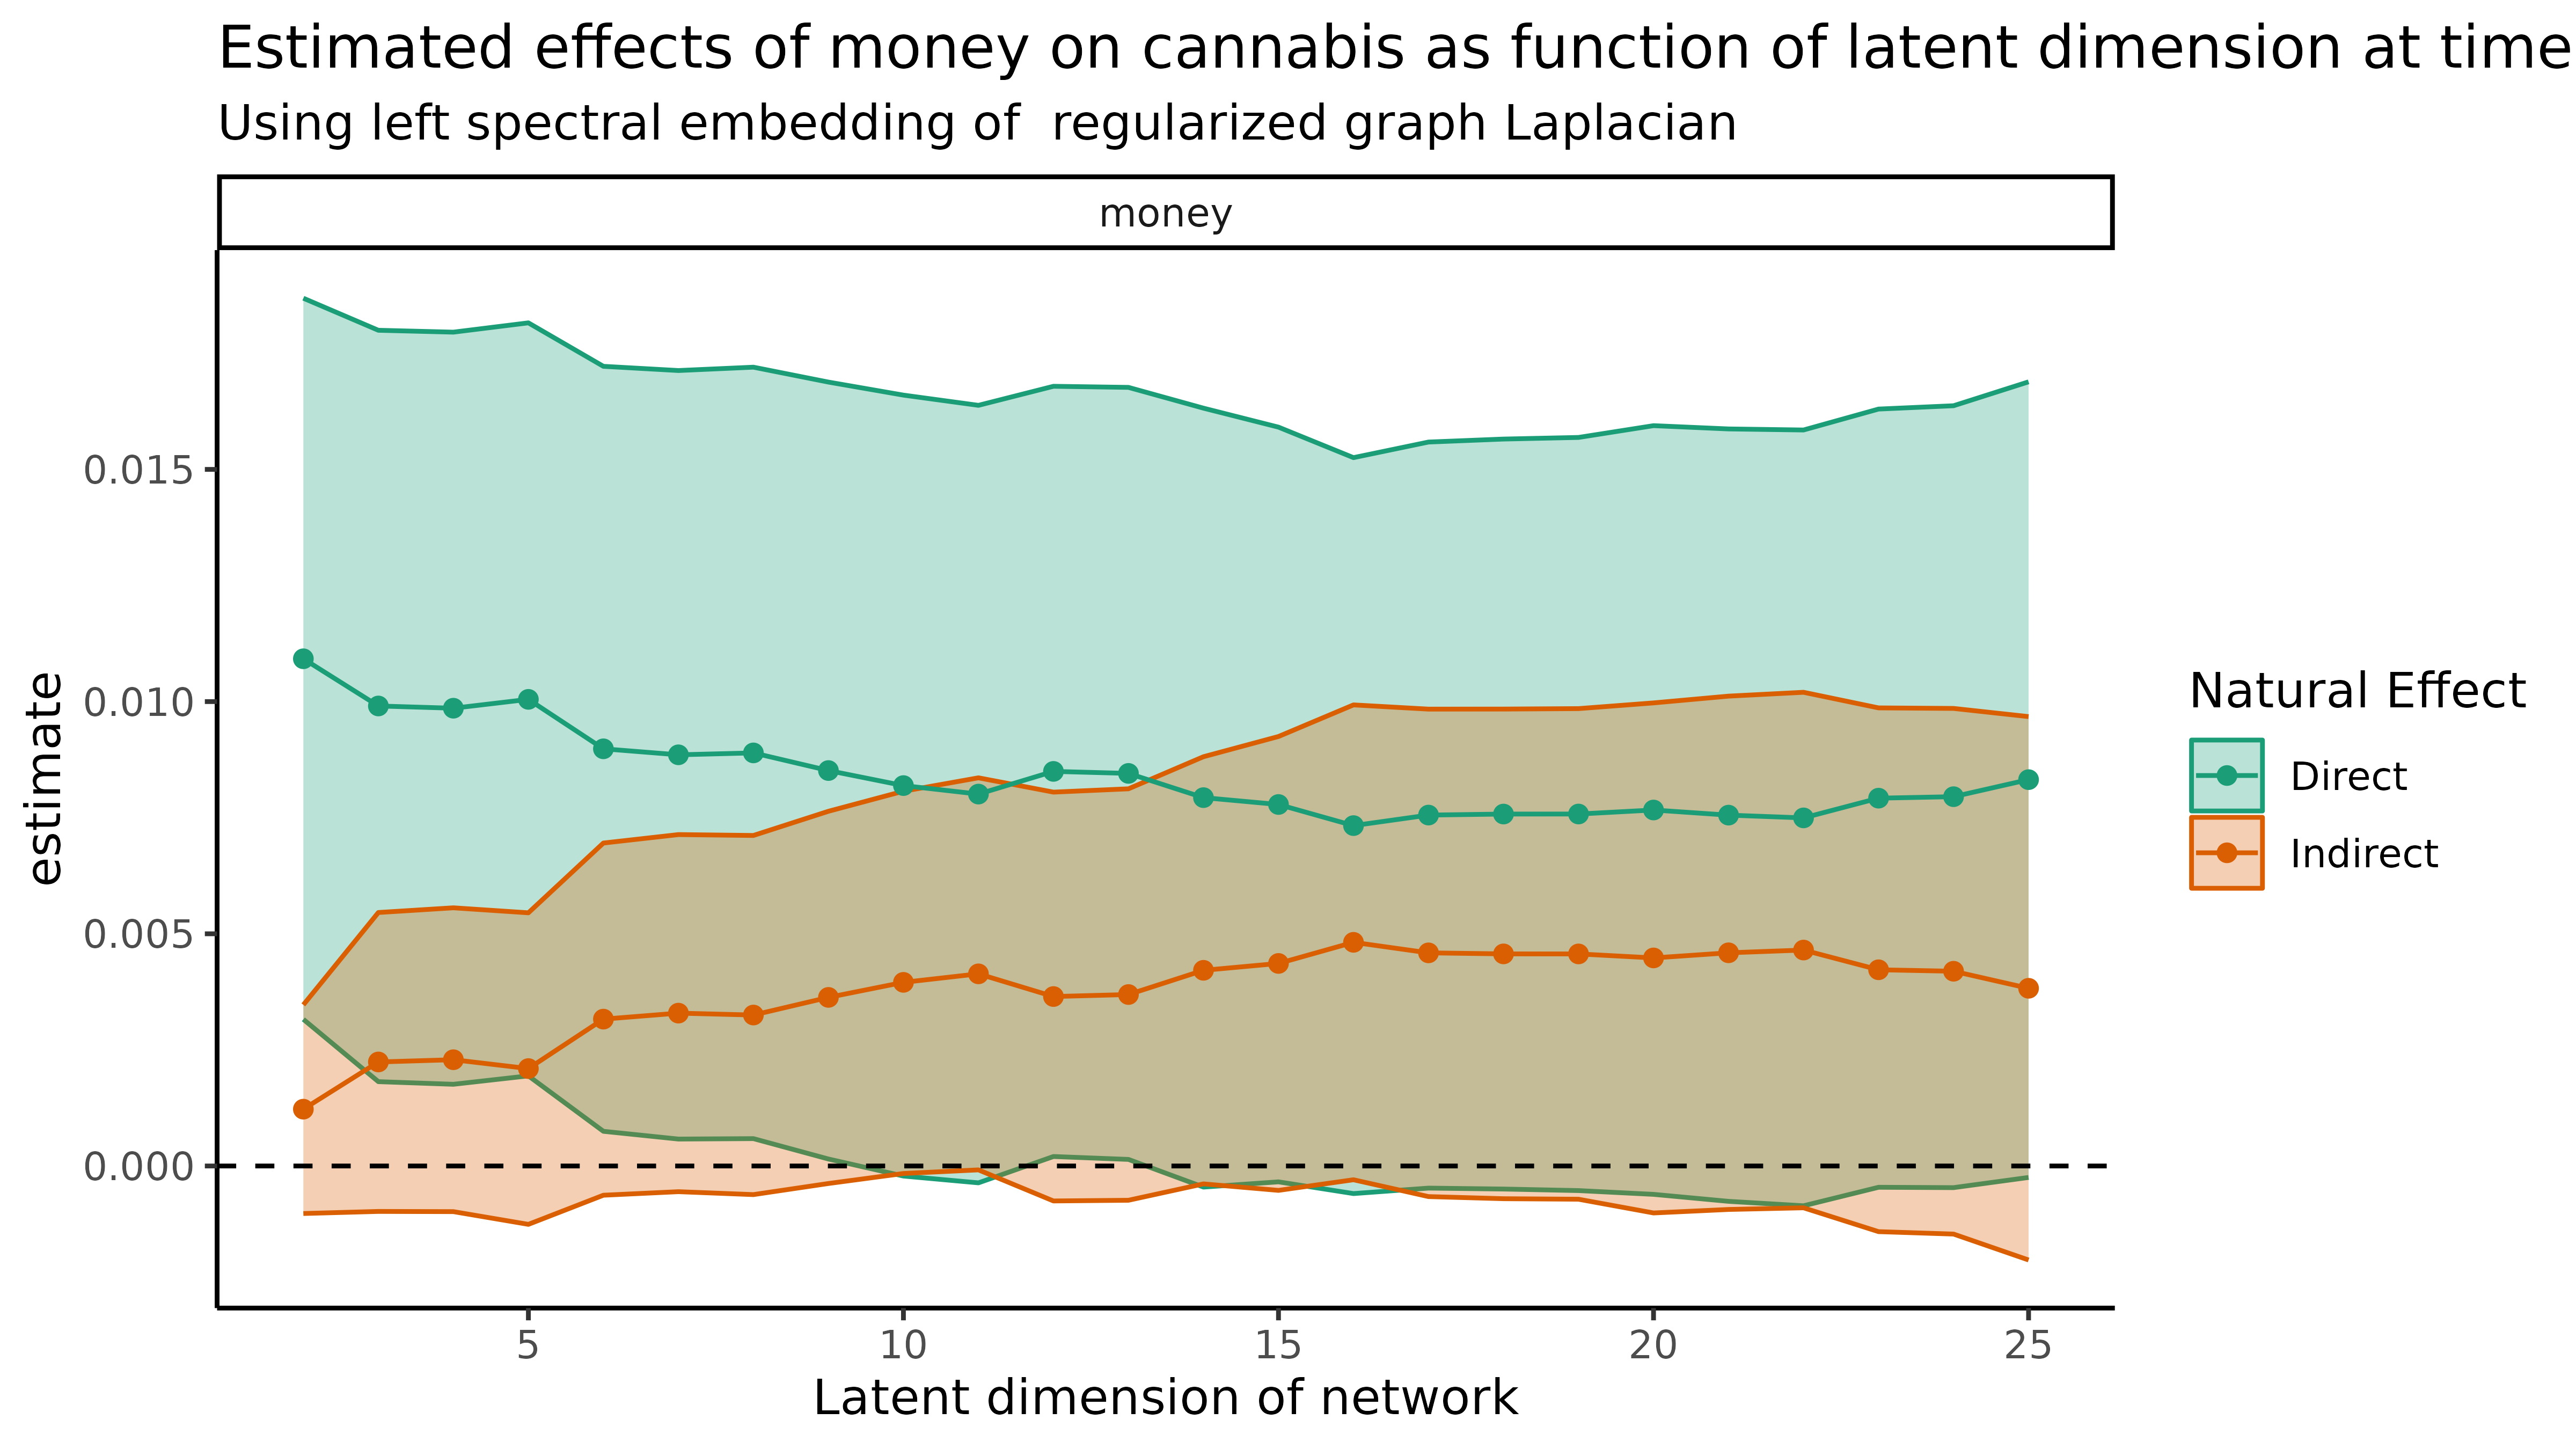 Estimated effects of money on cannabis as function of latent dimension at time
Using left spectral embedding of  regularized graph Laplacian
money
0.015
0.010
0.005
0.000
estimate
5 10 15 20 25
Latent dimension of network
Natural Effect
Direct
Indirect